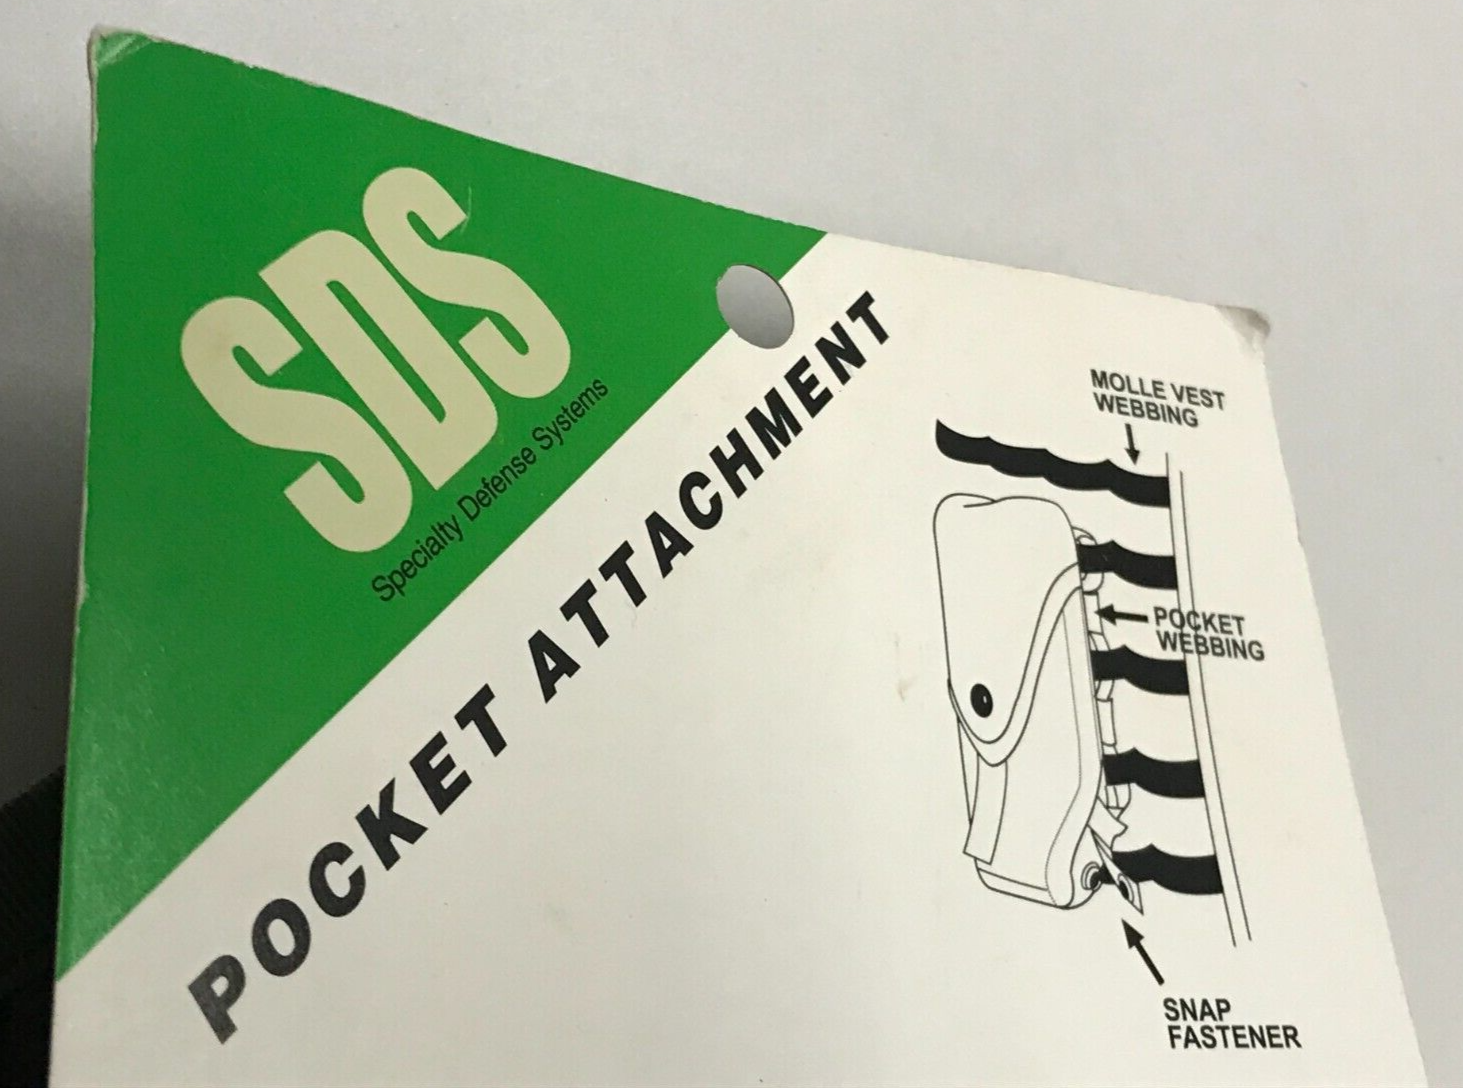 SDS
Specialty Defense Systems
POCKET ATTACHMENT
MOLLE VEST
WEBBING
POCKET
WEBBING
SNAP
FASTENER